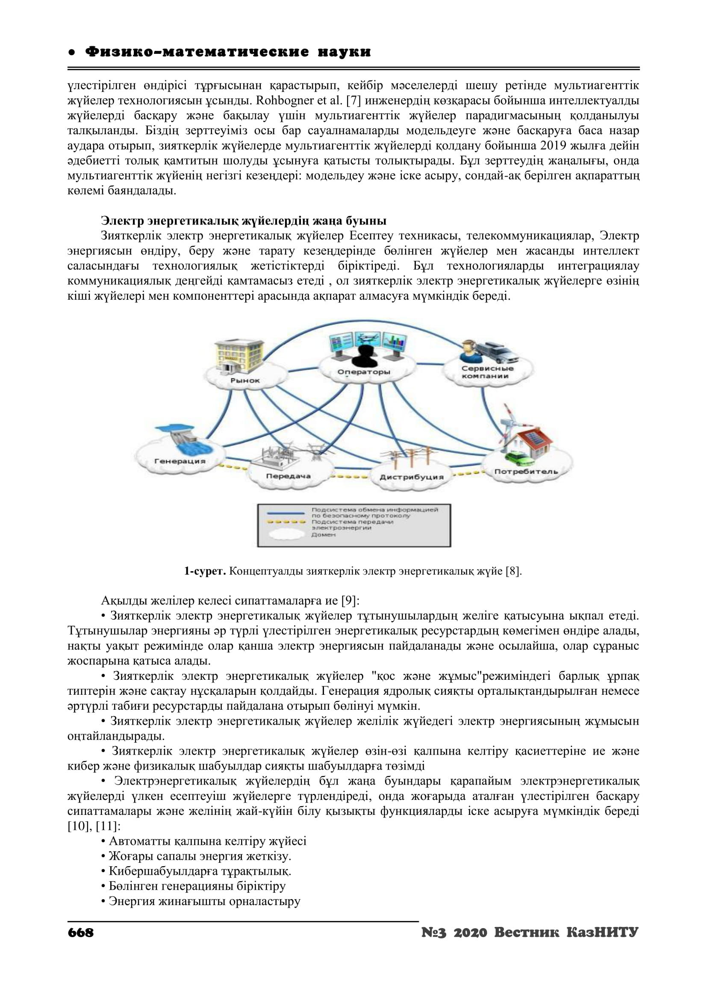 • Физико-математические науки
үлестірілген өндірісі тұрғысынан қарастырып, кейбір мәселелерді шешу ретінде мультиагенттік
жүйелер технологиясын ұсынды. Rohbogner et al. [7] инженердің көзқарасы бойынша интеллектуалды
жүйелерді басқару және бақылау үшін мультиагенттік жүйелер парадигмасының қолданылуы
талқыланды. Біздің зерттеуіміз осы бар сауалнамаларды модельдеуге және басқаруға баса назар
аудара отырып, зияткерлік жүйелерде мультиагенттік жүйелерді қолдану бойынша 2019 жылға дейін
әдебиетті толық қамтитын шолуды ұсынуға қатысты толықтырады. Бұл зерттеудің жаңалығы, онда
мультиагенттік жүйенің негізгі кезеңдері: модельдеу және іске асыру, сондай-ақ берілген ақпараттың
көлемі баяндалады.
Электр энергетикалық жүйелердің жаңа буыны
Зияткерлік электр энергетикалық жүйелер Есептеу техникасы, телекоммуникациялар, Электр
энергиясын өндіру, беру және тарату кезеңдерінде бөлінген жүйелер мен жасанды интеллект
саласындағы технологиялық жетістіктерді біріктіреді. Бұл технологияларды интеграциялау
коммуникациялық деңгейді қамтамасыз етеді , ол зияткерлік электр энергетикалық жүйелерге өзінің
кіші жүйелері мен компоненттері арасында ақпарат алмасуға мүмкіндік береді.
Операторы
Сервисные
компании
Рынок
Генерация
Передача
Дистрибуция
Потребитель
Подсистема обмена информацией
по безопасному протоколу
Подсистема передачи
электроэнергии
Домен
1-сурет. Концептуалды зияткерлік электр энергетикалық жүйе [8].
Ақылды желілер келесі сипаттамаларға ие [9]:
• Зияткерлік электр энергетикалық жүйелер тұтынушылардың желіге қатысуына ықпал етеді.
Тұтынушылар энергияны әр түрлі үлестірілген энергетикалық ресурстардың көмегімен өндіре алады,
нақты уақыт режимінде олар қанша электр энергиясын пайдаланады және осылайша, олар сұраныс
жоспарына қатыса алады.
• Зияткерлік электр энергетикалық жүйелер "қос және жұмыс"режиміндегі барлық ұрпақ
типтерін және сақтау нұсқаларын қолдайды. Генерация ядролық сияқты орталықтандырылған немесе
әртүрлі табиғи ресурстарды пайдалана отырып бөлінуі мүмкін.
• Зияткерлік электр энергетикалық жүйелер желілік жүйедегі электр энергиясының жұмысын
оңтайландырады.
• Зияткерлік электр энергетикалық жүйелер өзін-өзі қалпына келтіру қасиеттеріне ие және
кибер және физикалық шабуылдар сияқты шабуылдарға төзімді
• Электрэнергетикалық жүйелердің бұл жаңа буындары қарапайым электрэнергетикалық
жүйелерді үлкен есептеуіш жүйелерге түрлендіреді, онда жоғарыда аталған үлестірілген басқару
сипаттамалары және желінің жай-күйін білу қызықты функцияларды іске асыруға мүмкіндік береді
[10], [11]:
• Автоматты қалпына келтіру жүйесі
• Жоғары сапалы энергия жеткізу.
• Кибершабуылдарға тұрақтылық.
• Бөлінген генерацияны біріктіру
• Энергия жинағышты орналастыру
668
№3 2020 Вестник КазНИТУ